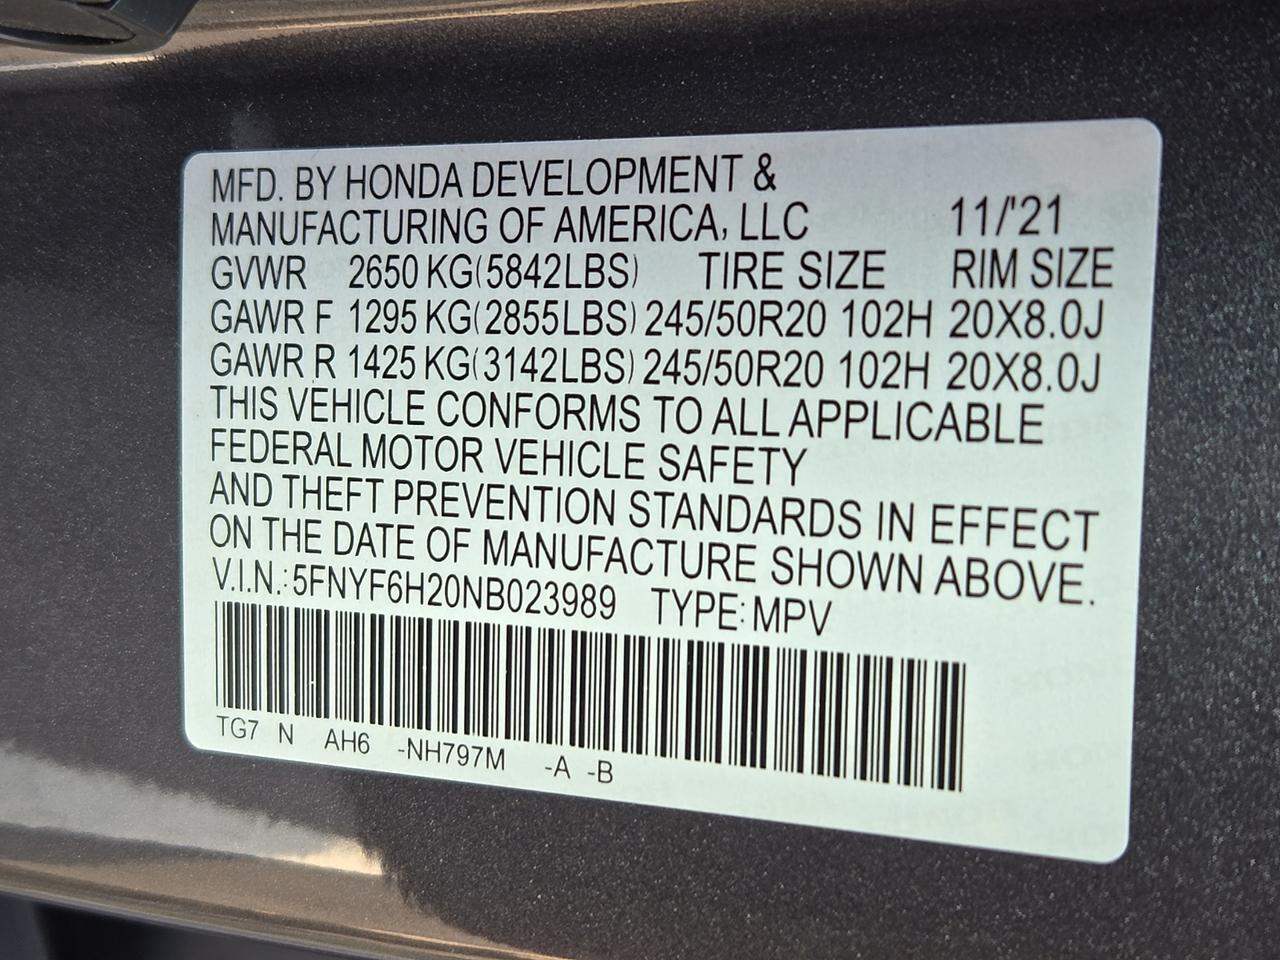 MFD. BY HONDA DEVELOPMENT &
MANUFACTURING OF AMERICA, LLC 11/'21
GVWR 2650 KG(5842LBS) TIRE SIZE RIM SIZE
GAWR F 1295 KG(2855LBS) 245/50R20 102H 20X8.0J
GAWR R 1425 KG(3142LBS) 245/50R20 102H 20X8.0J
THIS VEHICLE CONFORMS TO ALL APPLICABLE
FEDERAL MOTOR VEHICLE SAFETY
AND THEFT PREVENTION STANDARDS IN EFFECT
ON THE DATE OF MANUFACTURE SHOWN ABOVE.
V.I.N.: 5FNYF6H20NB023989 TYPE: MPV
TG7 N AH6 -NH797M -A -B